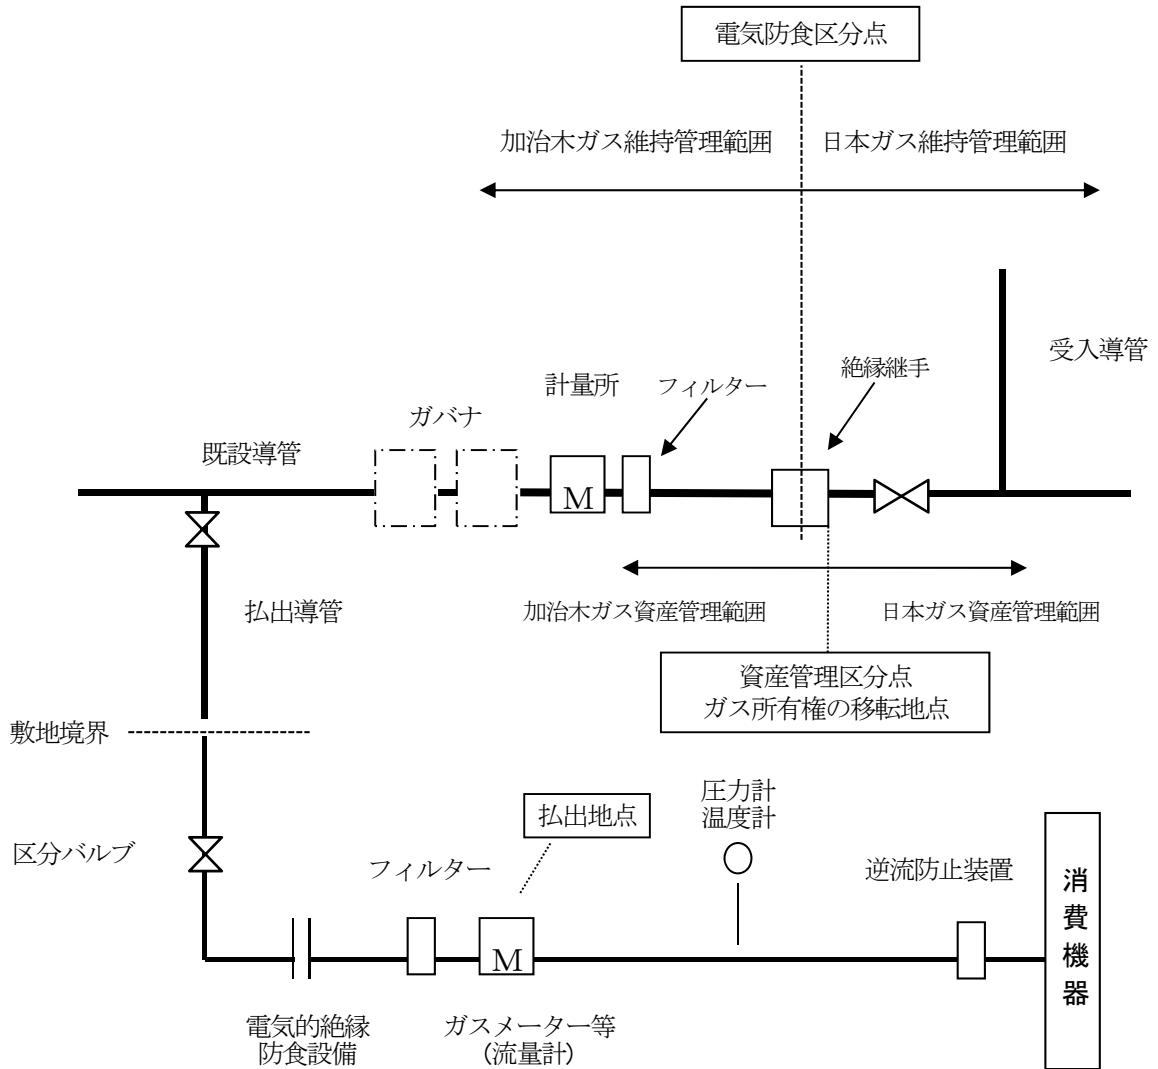 電気防食区分点
加治木ガス維持管理範囲
日本ガス維持管理範囲
受入導管
絶縁継手
計量所
フィルター
ガバナ
既設導管
M
払出導管
加治木ガス資産管理範囲
日本ガス資産管理範囲
資産管理区分点
ガス所有権の移転地点
敷地境界
圧力計
温度計
払出地点
区分バルブ
フィルター
逆流防止装置
消費機器
M
電気的絶縁
防食設備
ガスメーター等
(流量計)